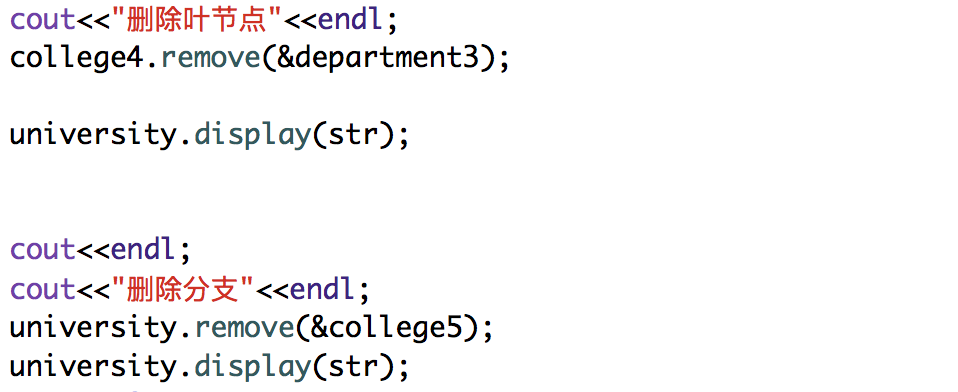 cout<<"删除叶节点"<<endl;
college4.remove(&department3);
university.display(str);
cout<<endl;
cout<<"删除分支"<<endl;
university.remove(&college5);
university.display(str);